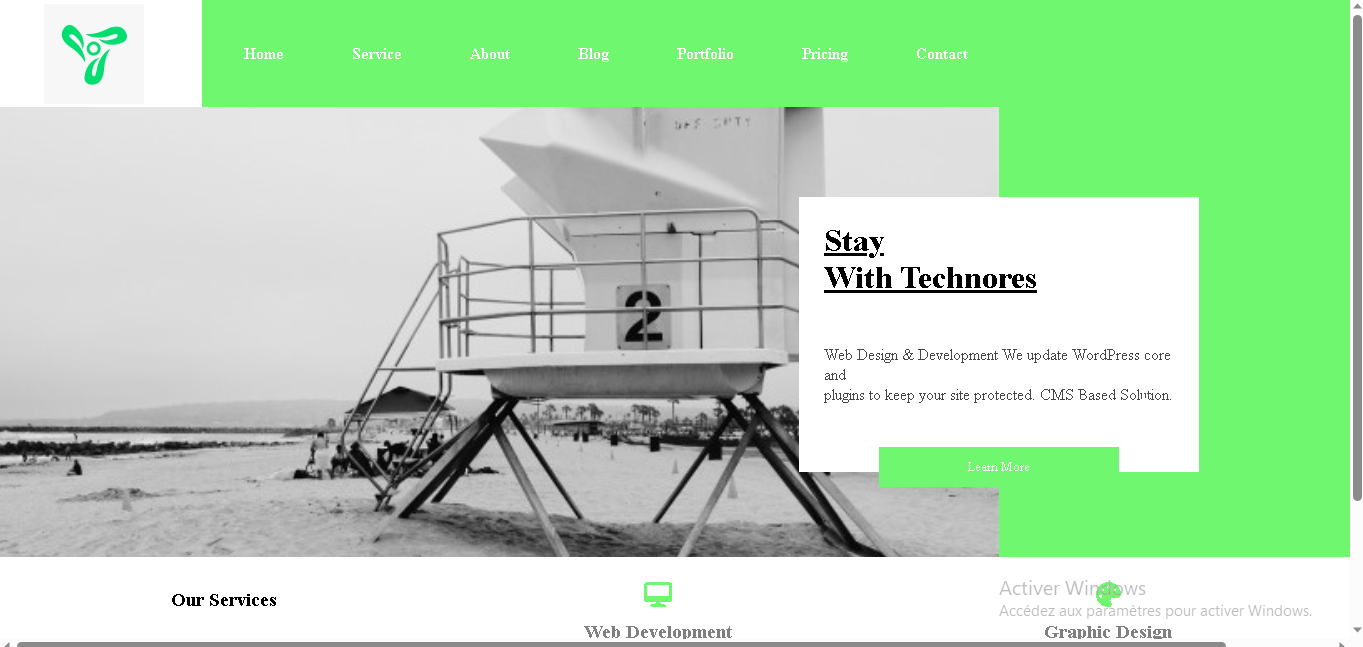 Home Service About Blog Portfolio Pricing Contact
2
Stay
With Technores
Web Design & Development We update WordPress core
and
plugins to keep your site protected. CMS Based Solution.
Learn More
Our Services
Web Development
Graphic Design
Activer Windows
Accédez aux paramètres pour activer Windows.